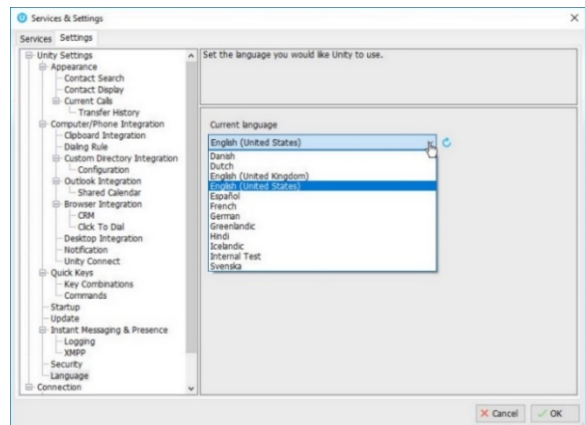 Services & Settings
Services Settings
Unity Settings
Appearance
Contact Search
Contact Display
Current Calls
Transfer History
Computer/Phone Integration
Clipboard Integration
Dialing Rule
Custom Directory Integration
Configuration
Outlook Integration
Shared Calendar
Browser Integration
CRM
Click To Dial
Desktop Integration
Notification
Unity Connect
Quick Keys
Key Combinations
Commands
Startup
Update
Instant Messaging & Presence
Logging
XMPP
Security
Language
Connection
Set the language you would like Unity to use.
Current language
English (United States)
Danish
Dutch
English (United Kingdom)
English (United States)
Español
French
German
Greenlandic
Hindi
Icelandic
Internal Test
Svenska
Cancel
OK